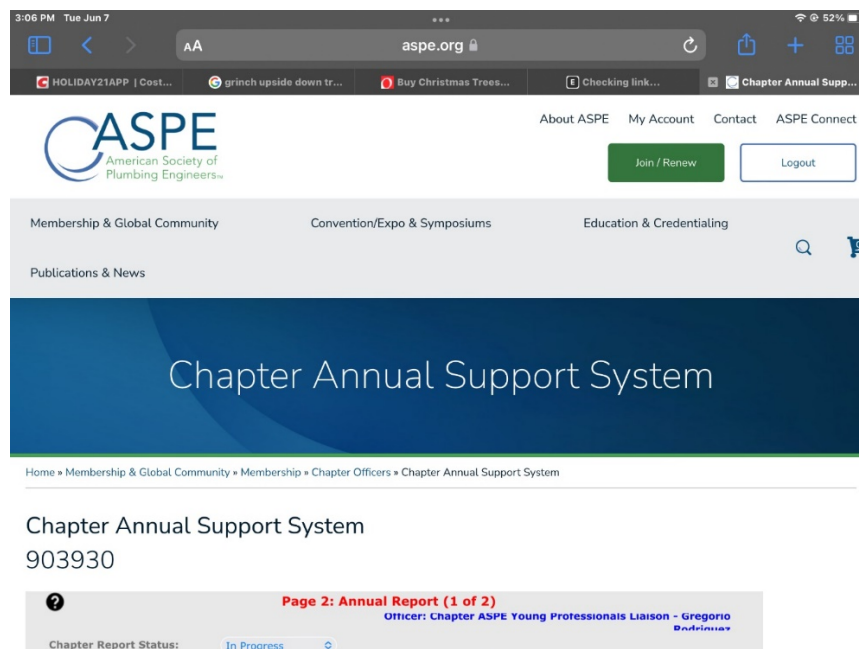 3:06 PM Tue Jun 7
52%
AA
aspe.org
HOLIDAY21APP | Cost...
grinch upside down tr...
Buy Christmas Trees...
Checking link...
Chapter Annual Supp...
ASPE
American Society of
Plumbing Engineers
About ASPE My Account Contact ASPE Connect
Join / Renew
Logout
Membership & Global Community Convention/Expo & Symposiums Education & Credentialing
Publications & News
Chapter Annual Support System
Home » Membership & Global Community » Membership » Chapter Officers » Chapter Annual Support System
Chapter Annual Support System
903930
Page 2: Annual Report (1 of 2)
Officer: Chapter ASPE Young Professionals Liaison - Gregorio
Rodriguez
Chapter Report Status: In Progress